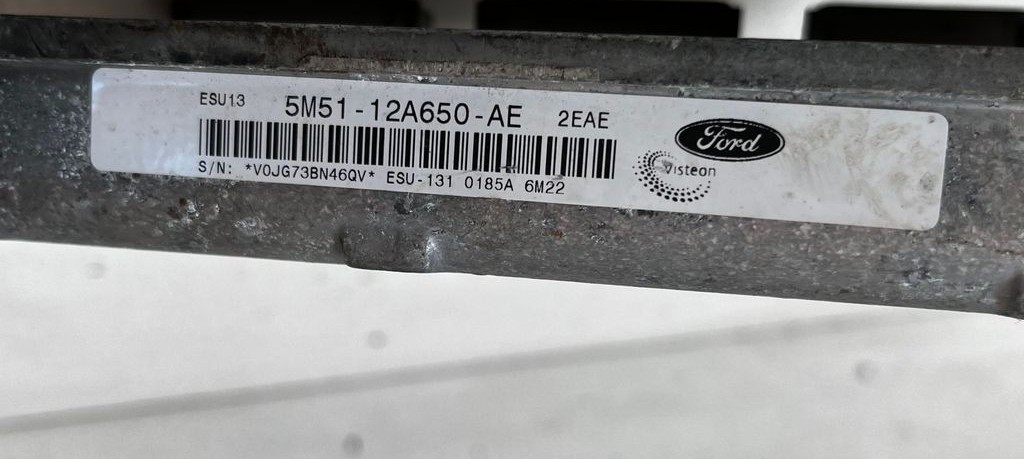 ESU13 5M51-12A650-AE 2EAE
Ford
Visteon
S/N: *V0JG73BN46QV* ESU-131 0185A 6M22